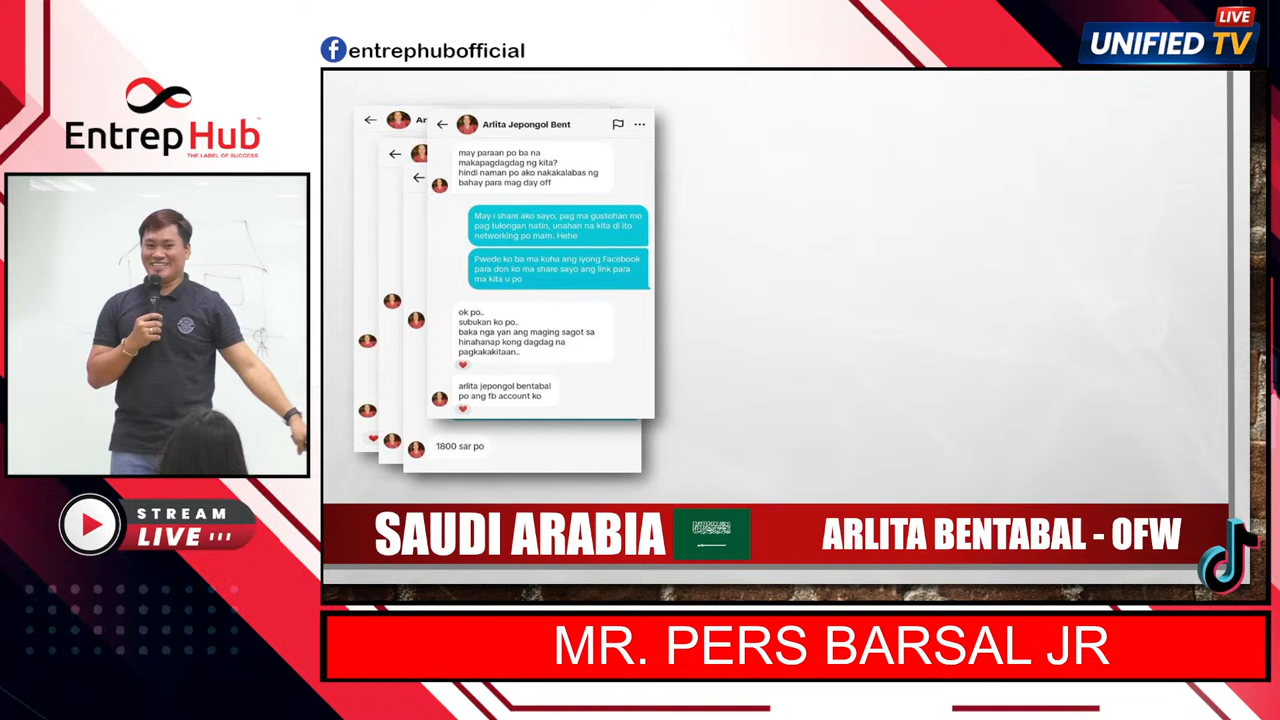 entrephubofficial
LIVE
UNIFIED TV
EntrepHub
THE LABEL OF SUCCESS
Ar
Arlita Jepongol Bent
may paraan po ba na
makapagdagdag ng kita?
hindi naman po ako nakakalabas ng
bahay para mag day off
May i share ako sayo, pag ma gustohan mo
pag tulongan natin, unahan na kita di ito
networking po mam. Hehe
Pwede ko ba ma kuha ang iyong Facebook
para don ko ma share sayo ang link para
ma kita u po
ok po..
subukan ko po..
baka nga yan ang maging sagot sa
hinahanap kong dagdag na
pagkakakitaan..
arlita jepongol bentabal
po ang fb account ko
1800 sar po
STREAM
LIVE
SAUDI ARABIA
ARLITA BENTABAL - OFW
MR. PERS BARSAL JR